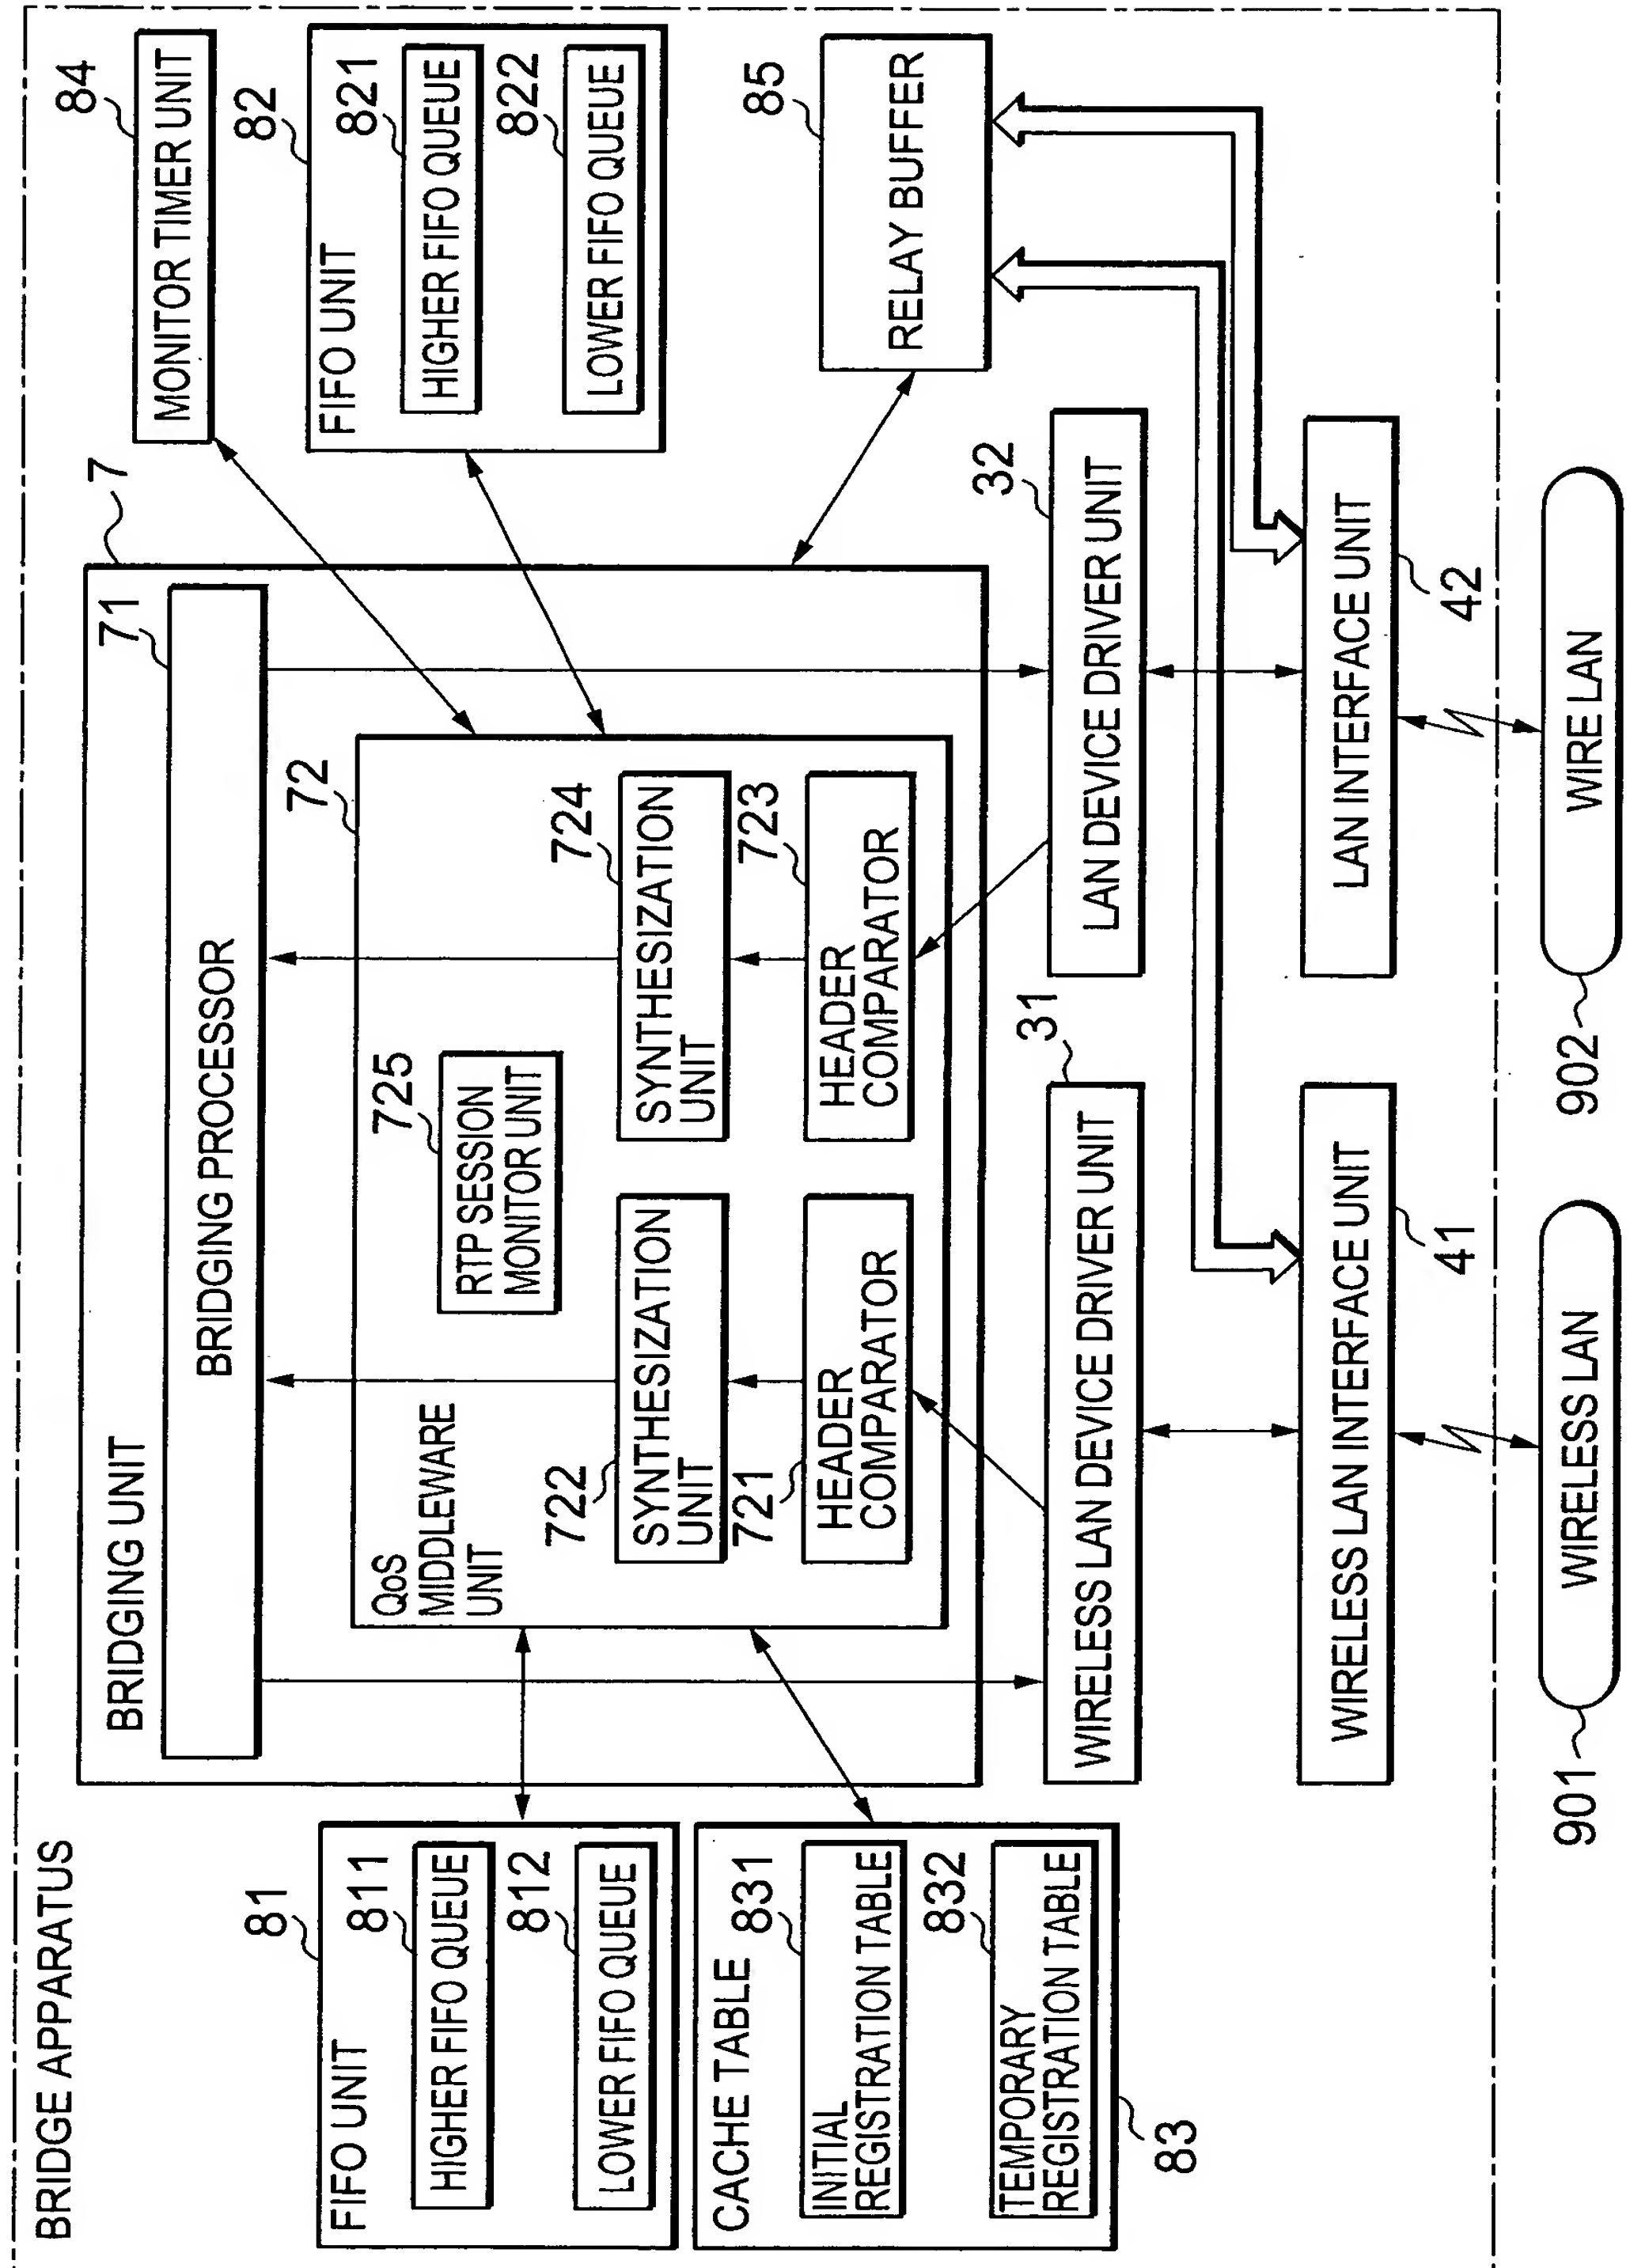 BRIDGE APPARATUS
BRIDGING UNIT
7
71
BRIDGING PROCESSOR
84
MONITOR TIMER UNIT
81
FIFO UNIT
811
HIGHER FIFO QUEUE
812
LOWER FIFO QUEUE
QoS
MIDDLEWARE
UNIT
72
725
RTP SESSION
MONITOR UNIT
82
FIFO UNIT
821
HIGHER FIFO QUEUE
822
LOWER FIFO QUEUE
722
SYNTHESIZATION
UNIT
724
SYNTHESIZATION
UNIT
CACHE TABLE
831
INITIAL
REGISTRATION TABLE
832
TEMPORARY
REGISTRATION TABLE
83
721
HEADER
COMPARATOR
723
HEADER
COMPARATOR
85
RELAY BUFFER
31
WIRELESS LAN DEVICE DRIVER UNIT
32
LAN DEVICE DRIVER UNIT
WIRELESS LAN INTERFACE UNIT
41
LAN INTERFACE UNIT
42
901
WIRELESS LAN
902
WIRE LAN